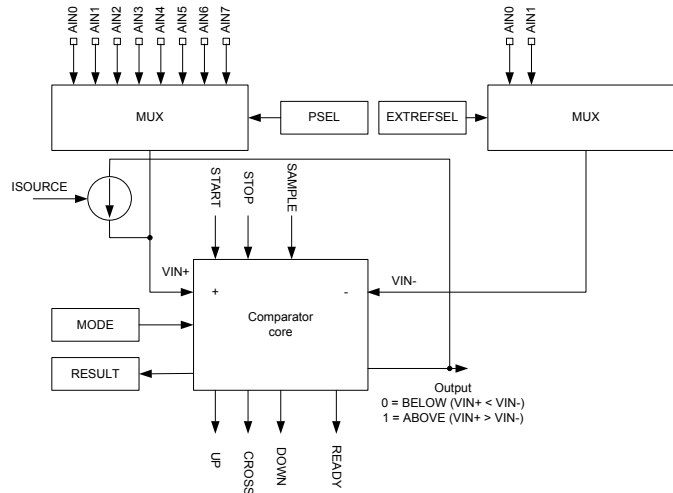 AIN0
AIN1
AIN2
AIN3
AIN4
AIN5
AIN6
AIN7
AIN0
AIN1
MUX
PSEL
EXTREFSEL
MUX
ISOURCE
START
STOP
SAMPLE
VIN+
VIN-
+
-
MODE
Comparator
core
RESULT
Output
0 = BELOW (VIN+ < VIN-)
1 = ABOVE (VIN+ > VIN-)
UP
CROSS
DOWN
READY